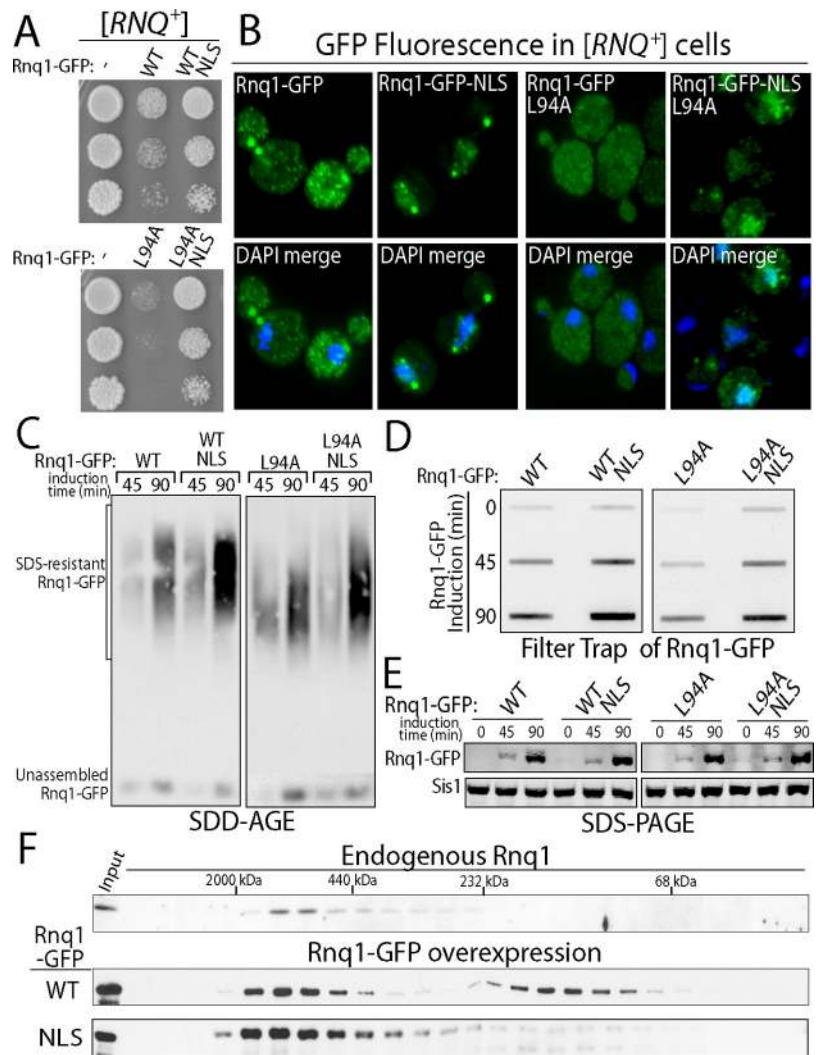 A
[RNQ+]
Rnq1-GFP: - WT WT NLS
Rnq1-GFP: - L94A L94A NLS
B
GFP Fluorescence in [RNQ+] cells
Rnq1-GFP
Rnq1-GFP-NLS
Rnq1-GFP L94A
Rnq1-GFP-NLS L94A
DAPI merge
DAPI merge
DAPI merge
DAPI merge
C
Rnq1-GFP: WT WT NLS L94A L94A NLS
induction time (min) 45 90 45 90 45 90 45 90
SDS-resistant Rnq1-GFP
Unassembled Rnq1-GFP
SDD-AGE
D
Rnq1-GFP: WT WT NLS L94A L94A NLS
Rnq1-GFP Induction (min)
0
45
90
Filter Trap of Rnq1-GFP
E
Rnq1-GFP: WT WT NLS L94A L94A NLS
induction time (min) 0 45 90 0 45 90 0 45 90 0 45 90
Rnq1-GFP
Sis1
SDS-PAGE
F
Input
Endogenous Rnq1
2000 kDa 440 kDa 232 kDa 68 kDa
Rnq1-GFP
Rnq1-GFP overexpression
WT
NLS